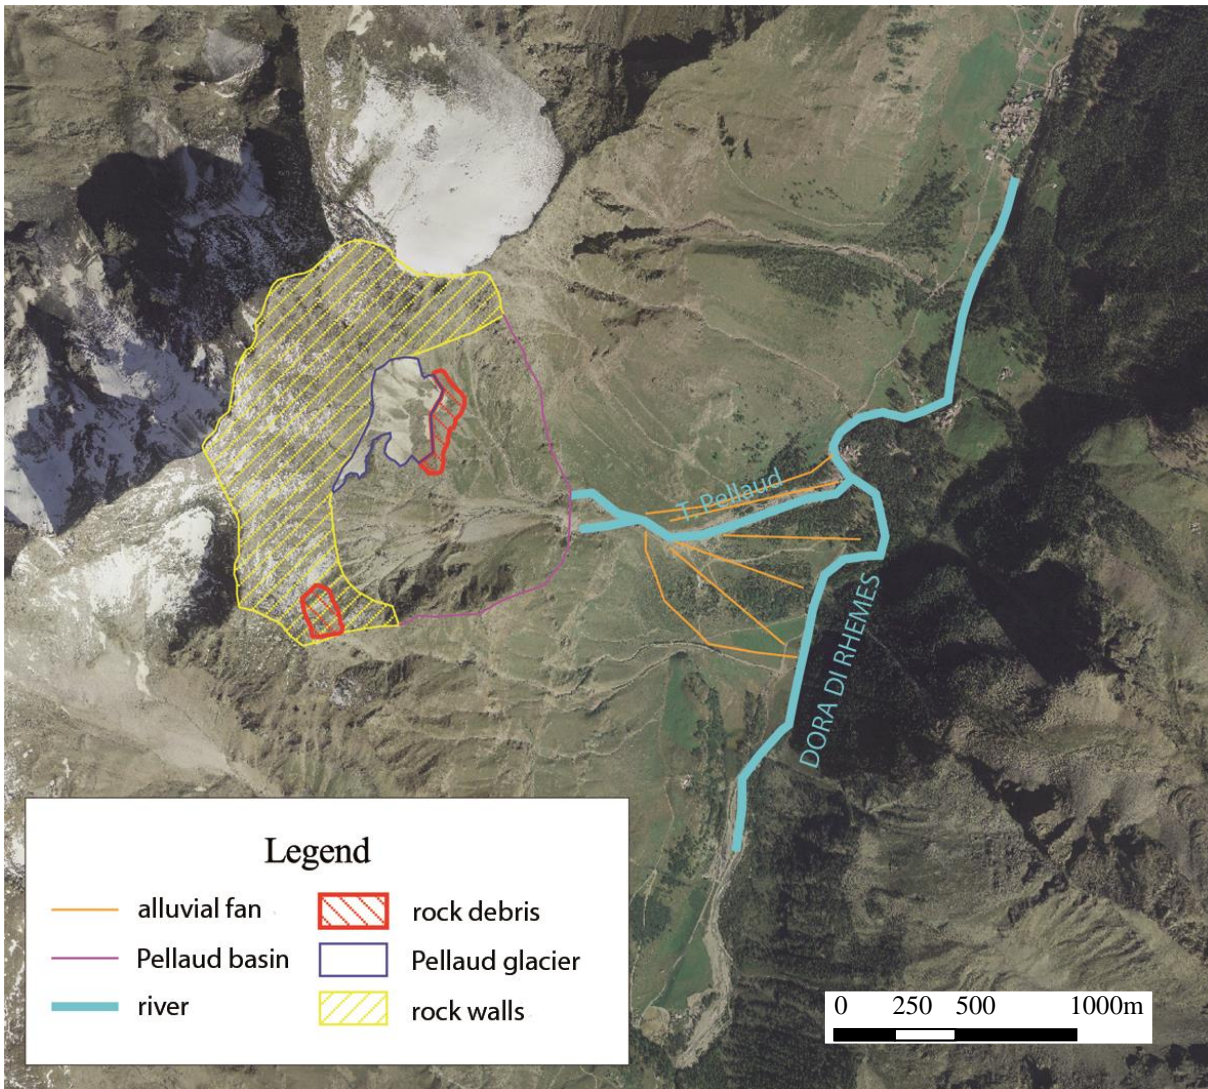 T. Pellaud
DORA DI RHEMES
Legend
alluvial fan
Pellaud basin
river
rock debris
Pellaud glacier
rock walls
0 250 500 1000m